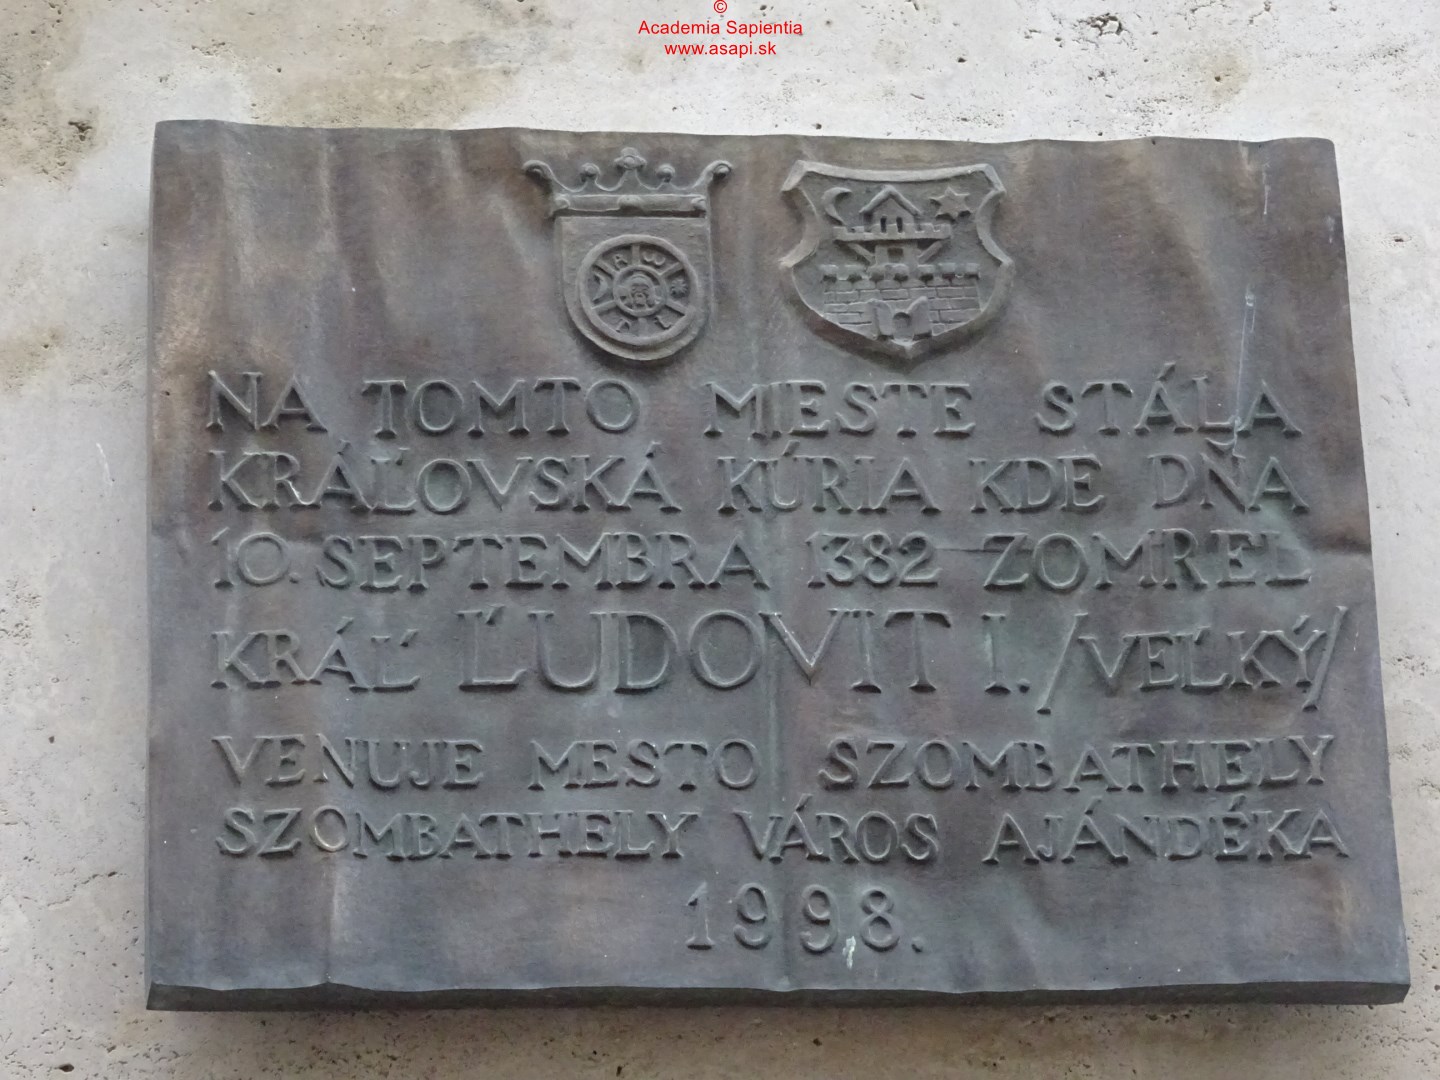 ©
Academia Sapientia
www.asapi.sk
NA TOMTO MIESTE STÁLA
KRÁĽOVSKÁ KÚRIA KDE DŇA
10. SEPTEMBRA 1382 ZOMREL
KRÁĽ ĽUDOVIT I. /VEĽKÝ/
VENUJE MESTO SZOMBATHELY
SZOMBATHELY VÁROS AJÁNDÉKA
1998.